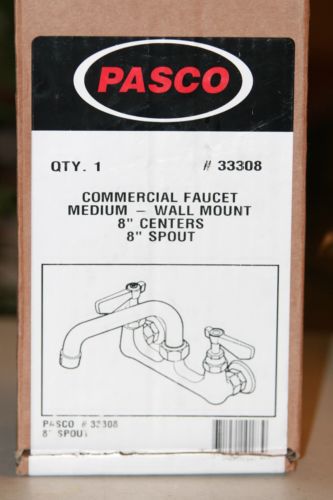 PASCO
QTY. 1 # 33308
COMMERCIAL FAUCET
MEDIUM – WALL MOUNT
8" CENTERS
8" SPOUT
PASCO # 33308
8" SPOUT